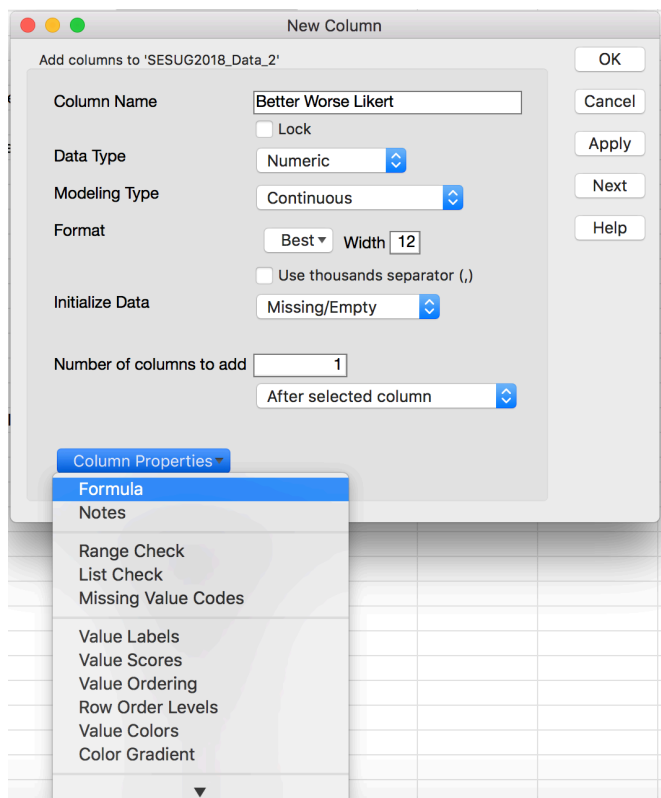 New Column
Add columns to 'SESUG2018_Data_2'
OK
Column Name
Better Worse Likert
Cancel
Lock
Apply
Data Type
Numeric
Next
Modeling Type
Continuous
Format
Best
Width
12
Help
Use thousands separator (,)
Initialize Data
Missing/Empty
Number of columns to add
1
After selected column
Column Properties
Formula
Notes
Range Check
List Check
Missing Value Codes
Value Labels
Value Scores
Value Ordering
Row Order Levels
Value Colors
Color Gradient